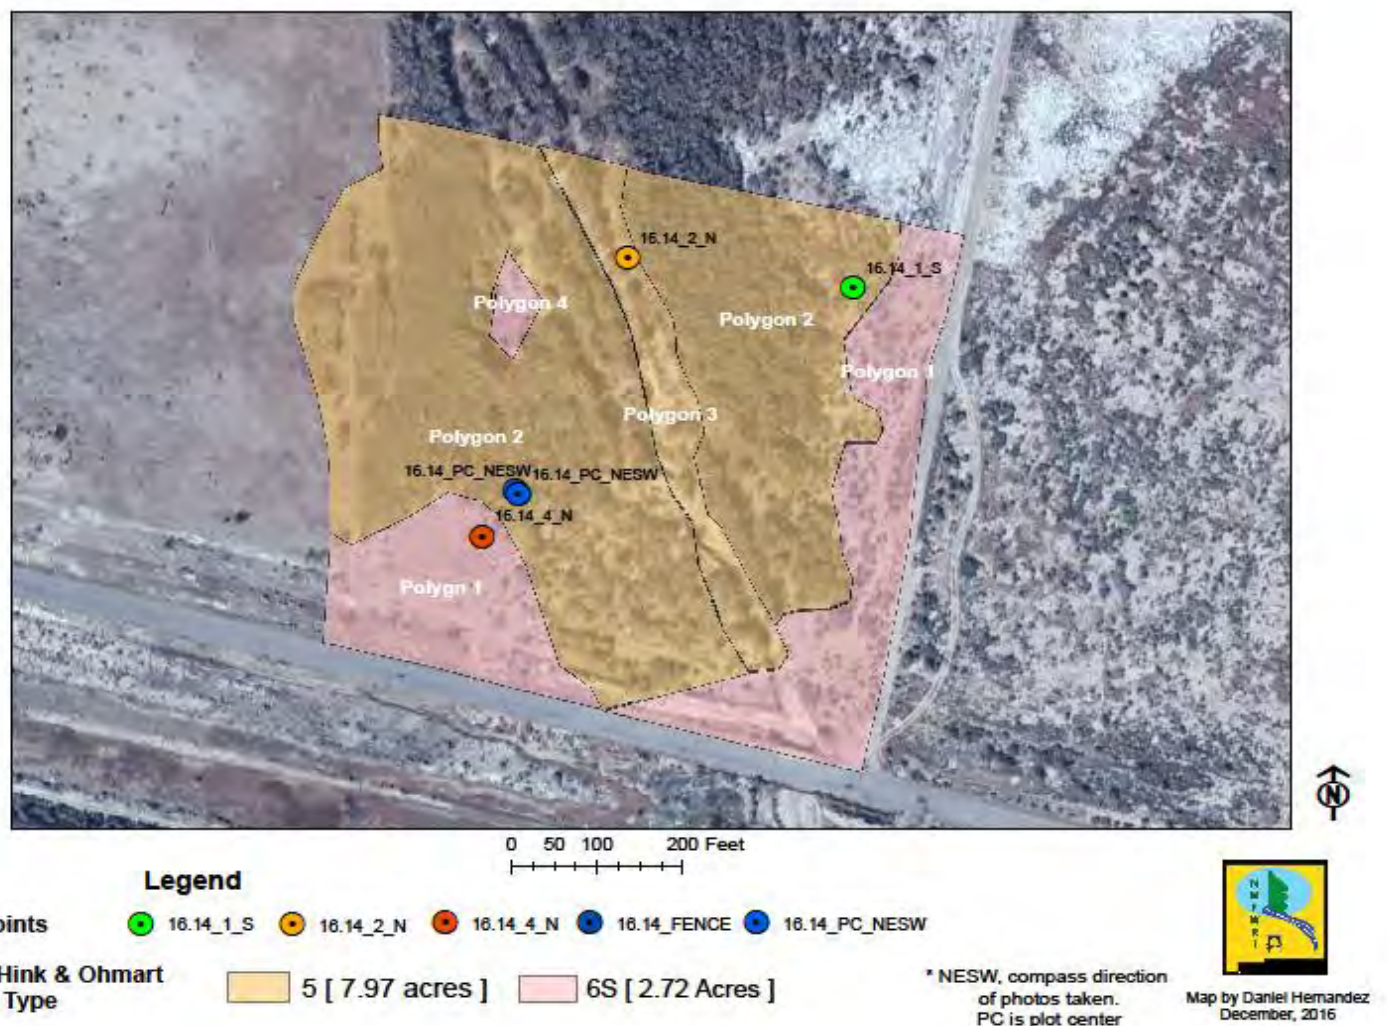 16.14_2_N
16.14_1_S
Polygon 4
Polygon 2
Polygon 1
Polygon 3
Polygon 2
16.14_PC_NESW 16.14_PC_NESW
16.14_4_N
Polygn 1
N
0 50 100 200 Feet
Legend
oints 16.14_1_S 16.14_2_N 16.14_4_N 16.14_FENCE 16.14_PC_NESW
Hink & Ohmart
Type
5 [ 7.97 acres ] 6S [ 2.72 Acres ]
* NESW, compass direction
of photos taken.
PC is plot center
NMFWRI
Map by Daniel Hernandez
December, 2016